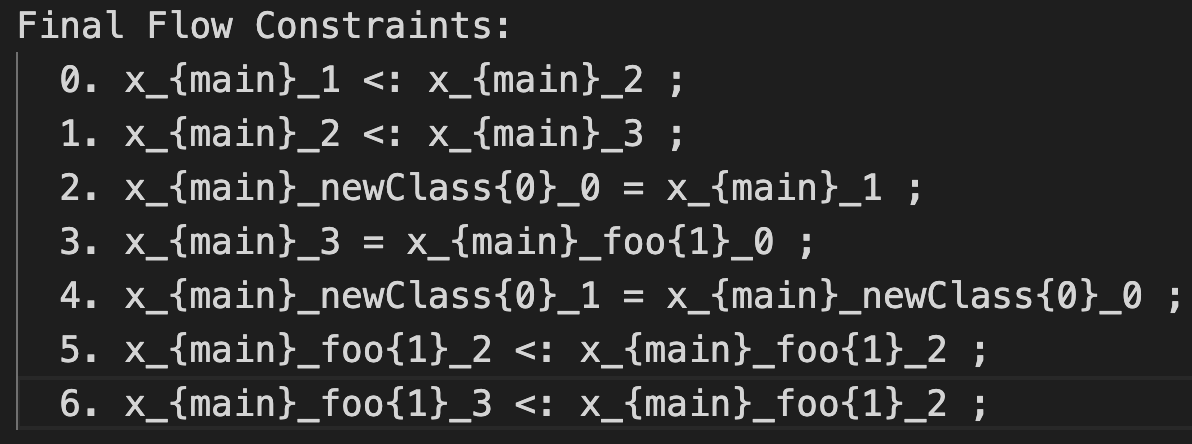 Final Flow Constraints:
0. x_{main}_1 <: x_{main}_2 ;
1. x_{main}_2 <: x_{main}_3 ;
2. x_{main}_newClass{0}_0 = x_{main}_1 ;
3. x_{main}_3 = x_{main}_foo{1}_0 ;
4. x_{main}_newClass{0}_1 = x_{main}_newClass{0}_0 ;
5. x_{main}_foo{1}_2 <: x_{main}_foo{1}_2 ;
6. x_{main}_foo{1}_3 <: x_{main}_foo{1}_2 ;